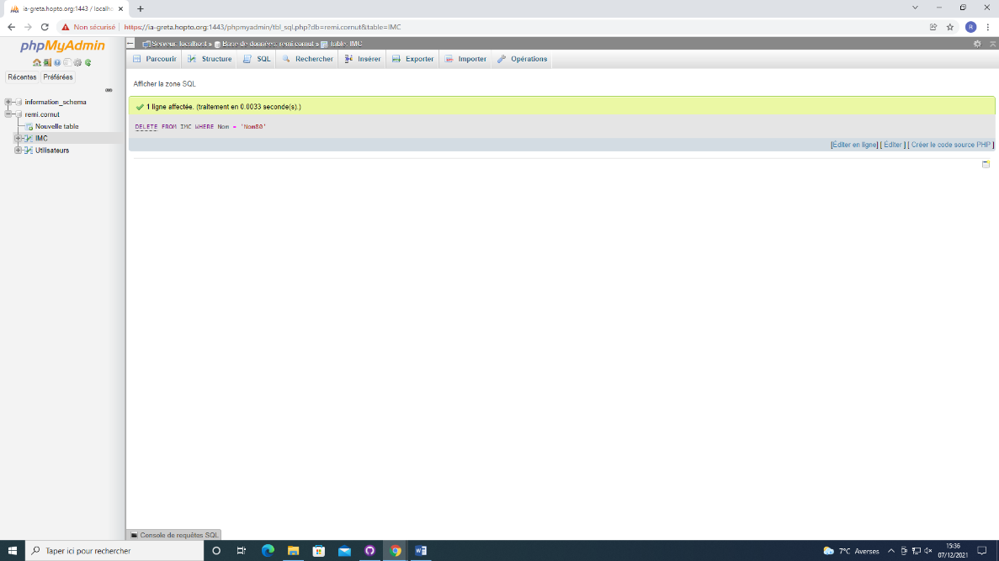 ia-greta.hopto.org:1443 / localho
Non sécurisé | https://ia-greta.hopto.org:1443/phpmyadmin/tbl_sql.php?db=remi.cornut&table=IMC
R
phpMyAdmin
Récentes Préférées
information_schema
remi.cornut
Nouvelle table
IMC
Utilisateurs
Serveur: localhost » Base de données: remi.cornut » Table: IMC
Parcourir Structure SQL Rechercher Insérer Exporter Importer Opérations
Afficher la zone SQL
1 ligne affectée. (traitement en 0.0033 seconde(s).)
DELETE FROM IMC WHERE Nom = 'Nom80'
[Éditer en ligne] [ Éditer ] [ Créer le code source PHP ]
Console de requêtes SQL
Taper ici pour rechercher
7°C Averses
15:36
07/12/2021